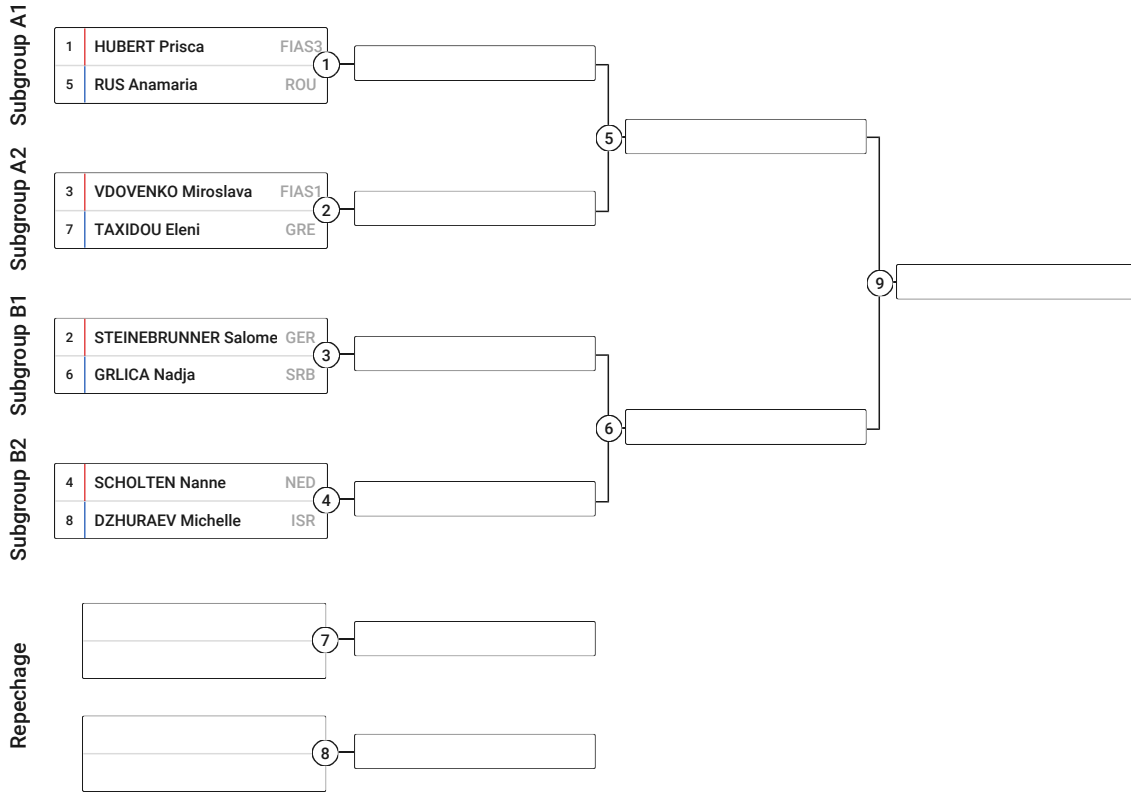 Subgroup A1
1 HUBERT Prisca FIAS3
5 RUS Anamaria ROU
1
5
Subgroup A2
3 VDOVENKO Miroslava FIAS1
7 TAXIDOU Eleni GRE
2
9
Subgroup B1
2 STEINEBRUNNER Salome GER
6 GRLICA Nadja SRB
3
6
Subgroup B2
4 SCHOLTEN Nanne NED
8 DZHURAEV Michelle ISR
4
Repechage
7
8